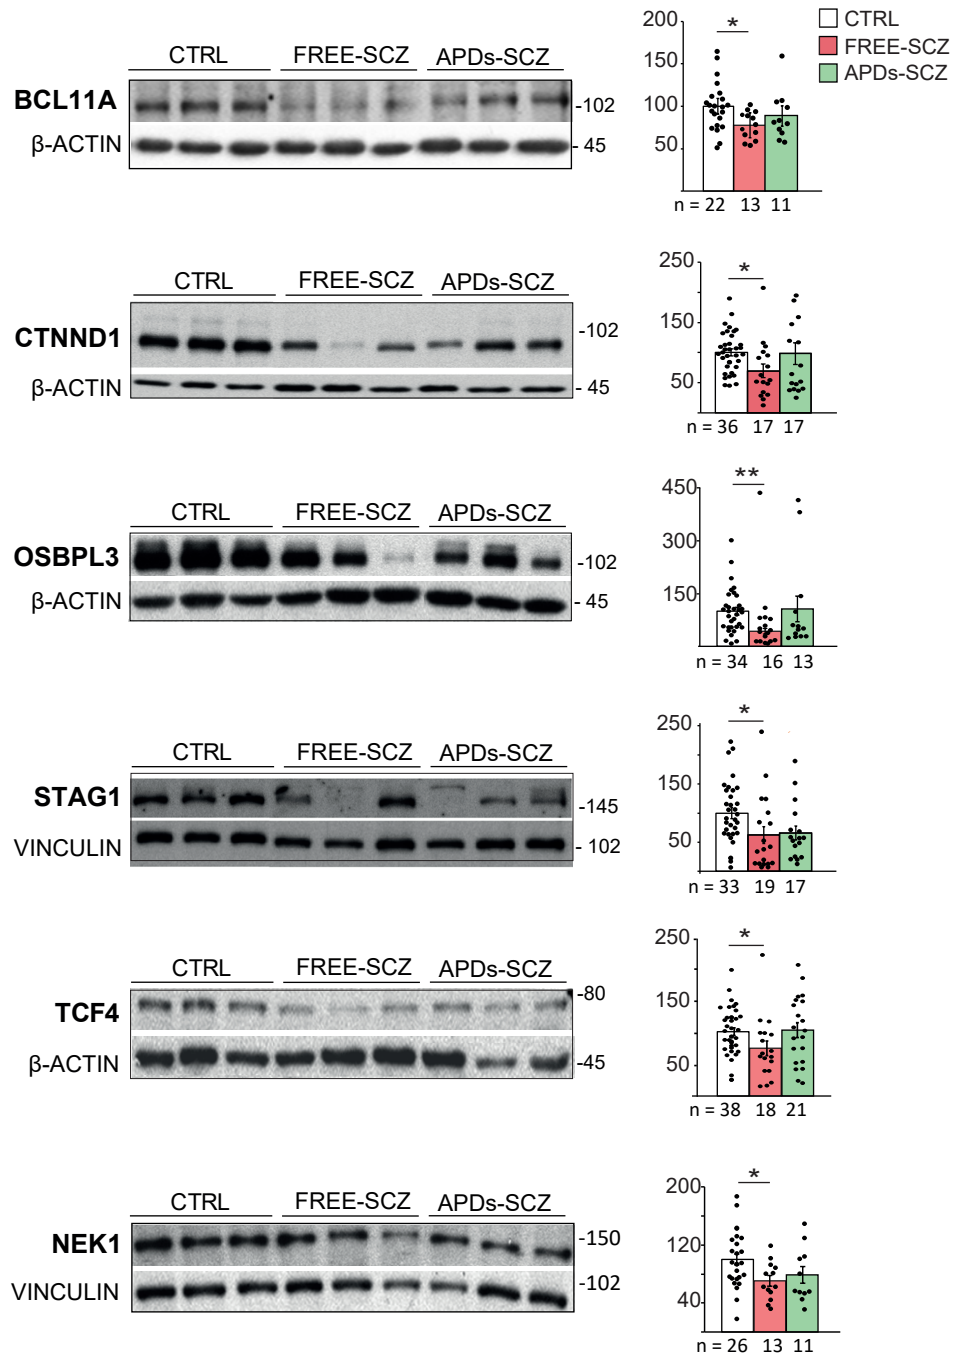 CTRL FREE-SCZ APDs-SCZ
BCL11A -102
β-ACTIN - 45
200
100
50
*
CTRL
FREE-SCZ
APDs-SCZ
n = 22 13 11
CTRL FREE-SCZ APDs-SCZ
CTNND1 -102
β-ACTIN - 45
250
150
50
*
n = 36 17 17
CTRL FREE-SCZ APDs-SCZ
OSBPL3 -102
β-ACTIN - 45
450
300
150
**
n = 34 16 13
CTRL FREE-SCZ APDs-SCZ
STAG1 -145
VINCULIN - 102
250
150
50
*
n = 33 19 17
CTRL FREE-SCZ APDs-SCZ
TCF4 -80
β-ACTIN -45
250
150
50
*
n = 38 18 21
CTRL FREE-SCZ APDs-SCZ
NEK1 -150
VINCULIN -102
200
120
40
*
n = 26 13 11